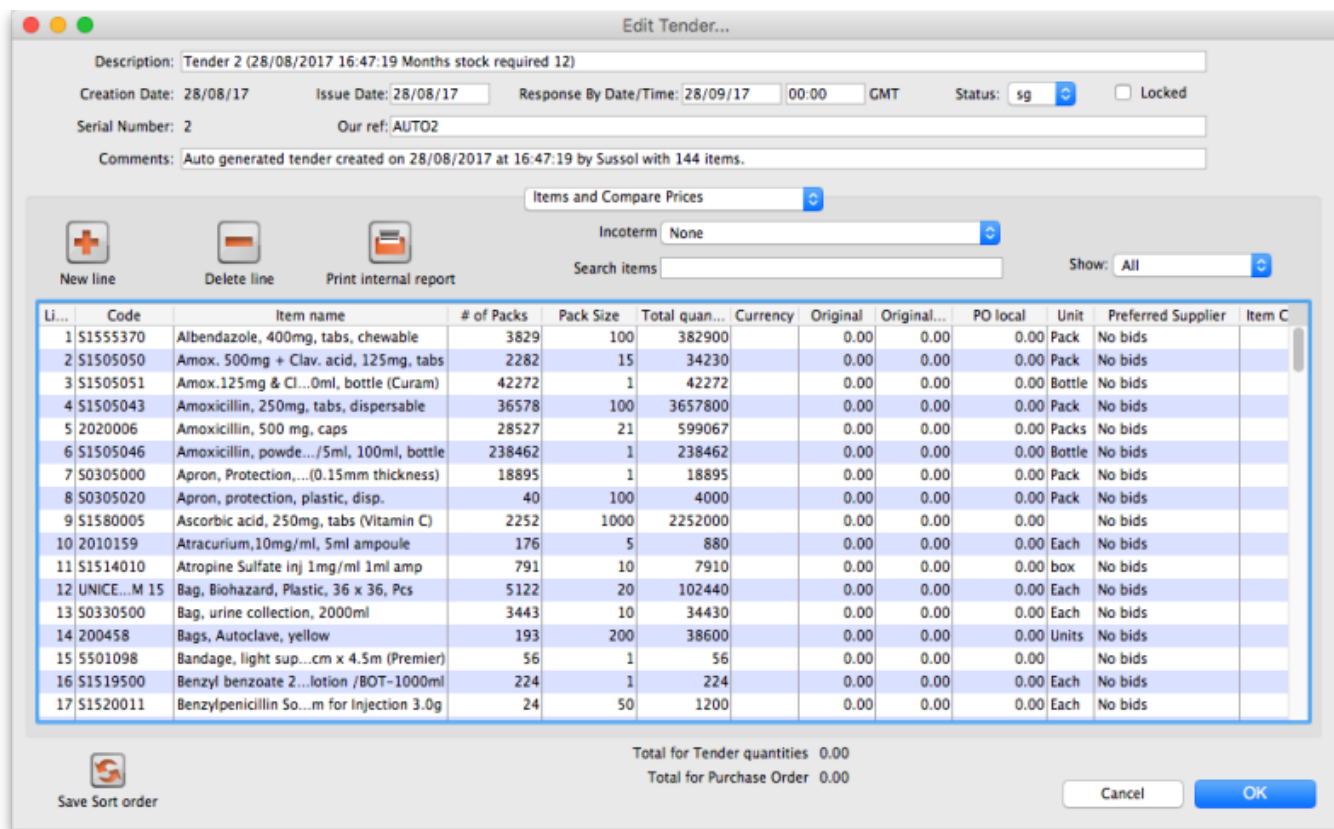 Edit Tender...
Description: Tender 2 (28/08/2017 16:47:19 Months stock required 12)
Creation Date: 28/08/17 Issue Date: 28/08/17 Response By Date/Time: 28/09/17 00:00 GMT Status: sg Locked
Serial Number: 2 Our ref: AUTO2
Comments: Auto generated tender created on 28/08/2017 at 16:47:19 by Sussol with 144 items.
Items and Compare Prices
Incoterm None
Search items
Show: All
New line Delete line Print internal report
Li... Code Item name # of Packs Pack Size Total quan... Currency Original Original... PO local Unit Preferred Supplier Item C
1 S1555370 Albendazole, 400mg, tabs, chewable 3829 100 382900 0.00 0.00 0.00 Pack No bids
2 S1505050 Amox. 500mg + Clav. acid, 125mg, tabs 2282 15 34230 0.00 0.00 0.00 Pack No bids
3 S1505051 Amox.125mg & Cl...0ml, bottle (Curam) 42272 1 42272 0.00 0.00 0.00 Bottle No bids
4 S1505043 Amoxicillin, 250mg, tabs, dispersable 36578 100 3657800 0.00 0.00 0.00 Pack No bids
5 2020006 Amoxicillin, 500 mg, caps 28527 21 599067 0.00 0.00 0.00 Packs No bids
6 S1505046 Amoxicillin, powde.../5ml, 100ml, bottle 238462 1 238462 0.00 0.00 0.00 Bottle No bids
7 S0305000 Apron, Protection,...(0.15mm thickness) 18895 1 18895 0.00 0.00 0.00 Pack No bids
8 S0305020 Apron, protection, plastic, disp. 40 100 4000 0.00 0.00 0.00 Pack No bids
9 S1580005 Ascorbic acid, 250mg, tabs (Vitamin C) 2252 1000 2252000 0.00 0.00 0.00 No bids
10 2010159 Atracurium,10mg/ml, 5ml ampoule 176 5 880 0.00 0.00 0.00 Each No bids
11 S1514010 Atropine Sulfate inj 1mg/ml 1ml amp 791 10 7910 0.00 0.00 0.00 box No bids
12 UNICE...M 15 Bag, Biohazard, Plastic, 36 x 36, Pcs 5122 20 102440 0.00 0.00 0.00 Each No bids
13 S0330500 Bag, urine collection, 2000ml 3443 10 34430 0.00 0.00 0.00 Each No bids
14 200458 Bags, Autoclave, yellow 193 200 38600 0.00 0.00 0.00 Units No bids
15 5501098 Bandage, light sup...cm x 4.5m (Premier) 56 1 56 0.00 0.00 0.00 No bids
16 S1519500 Benzyl benzoate 2...lotion /BOT-1000ml 224 1 224 0.00 0.00 0.00 Each No bids
17 S1520011 Benzylpenicillin So...m for Injection 3.0g 24 50 1200 0.00 0.00 0.00 Each No bids
Total for Tender quantities 0.00
Total for Purchase Order 0.00
Save Sort order
Cancel OK